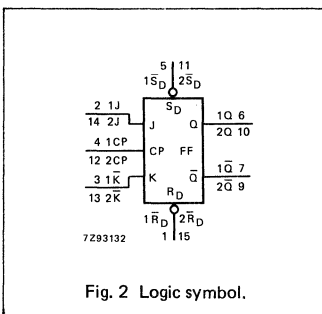 5 11
1S̅D 2S̅D
SD
2 1J
14 2J
J Q
1Q 6
2Q 10
4 1CP
12 2CP
CP FF
3 1K̅
13 2K̅
K Q̅
1Q̅ 7
2Q̅ 9
RD
1R̅D 2R̅D
1 15
7Z93132
Fig. 2 Logic symbol.